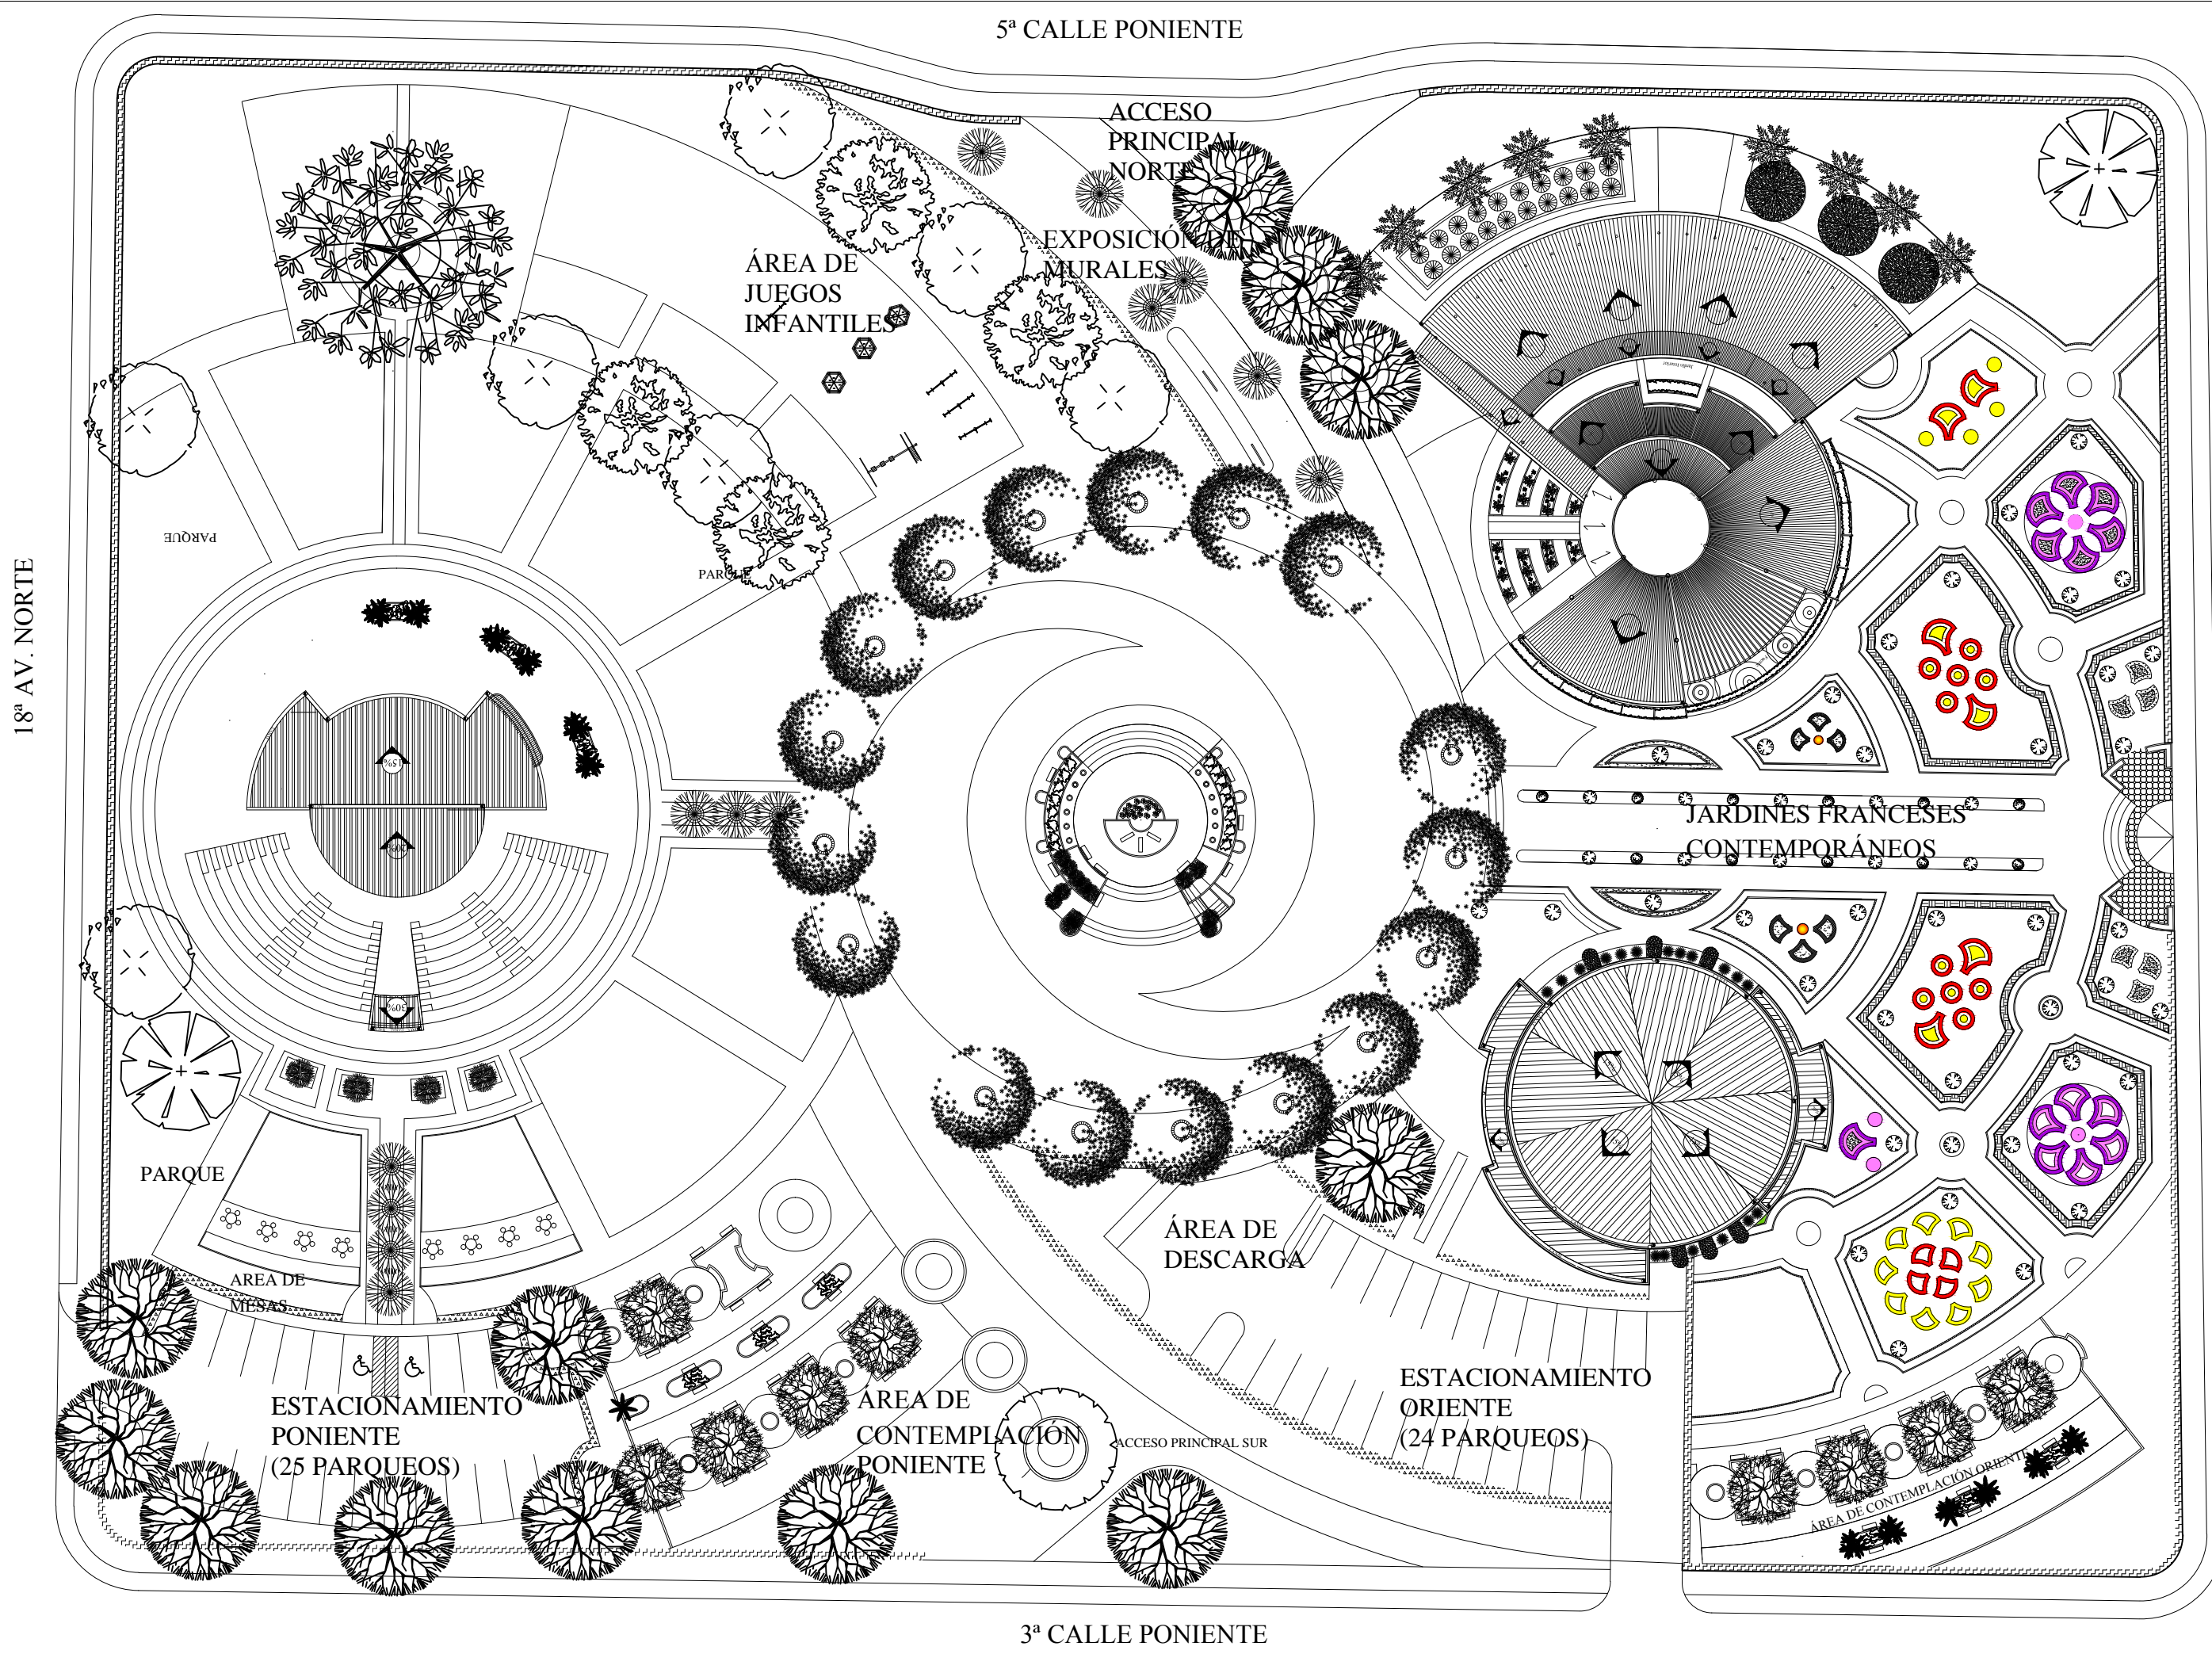 5ª CALLE PONIENTE
ACCESO
PRINCIPAL
NORTE
EXPOSICIÓN DE
MURALES
ÁREA DE
JUEGOS
INFANTILES
18ª AV. NORTE
PARQUE
PARQUE
15%
30%
JARDINES FRANCESES
CONTEMPORÁNEOS
PARQUE
AREA DE
MESAS
ÁREA DE
DESCARGA
ESTACIONAMIENTO
PONIENTE
(25 PARQUEOS)
ÁREA DE
CONTEMPLACIÓN
PONIENTE
ACCESO PRINCIPAL SUR
ESTACIONAMIENTO
ORIENTE
(24 PARQUEOS)
ÁREA DE CONTEMPLACIÓN ORIENTE
3ª CALLE PONIENTE